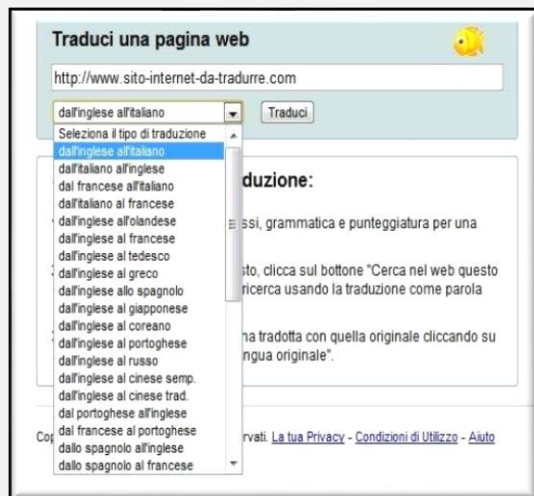 Traduci una pagina web
http://www.sito-internet-da-tradurre.com
dall'inglese all'italiano
Traduci
Seleziona il tipo di traduzione
dall'inglese all'italiano
dall'italiano all'inglese
dal francese all'italiano
dall'italiano al francese
dall'inglese all'olandese
dall'inglese al francese
dall'inglese al tedesco
dall'inglese al greco
dall'inglese allo spagnolo
dall'inglese al giapponese
dall'inglese al coreano
dall'inglese al portoghese
dall'inglese al russo
dall'inglese al cinese semp.
dall'inglese al cinese trad.
dal portoghese all'inglese
dal francese al portoghese
dallo spagnolo all'inglese
dallo spagnolo al francese
duzione:
ssi, grammatica e punteggiatura per una
sto, clicca sul bottone "Cerca nel web questo
ricerca usando la traduzione come parola
na tradotta con quella originale cliccando su
ingua originale".
Cop
rvati. La tua Privacy - Condizioni di Utilizzo - Aiuto